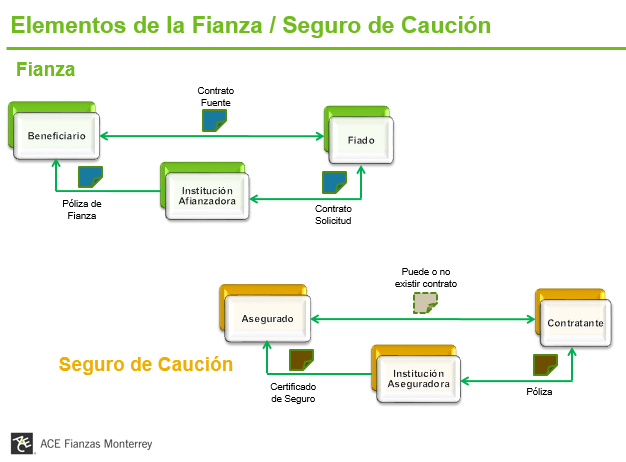 Elementos de la Fianza / Seguro de Caución
Fianza
Contrato
Fuente
Beneficiario
Fiado
Póliza de
Fianza
Institución
Afianzadora
Contrato
Solicitud
Puede o no
existir contrato
Asegurado
Contratante
Seguro de Caución
Certificado
de Seguro
Institución
Aseguradora
Póliza
ACE
ACE Fianzas Monterrey